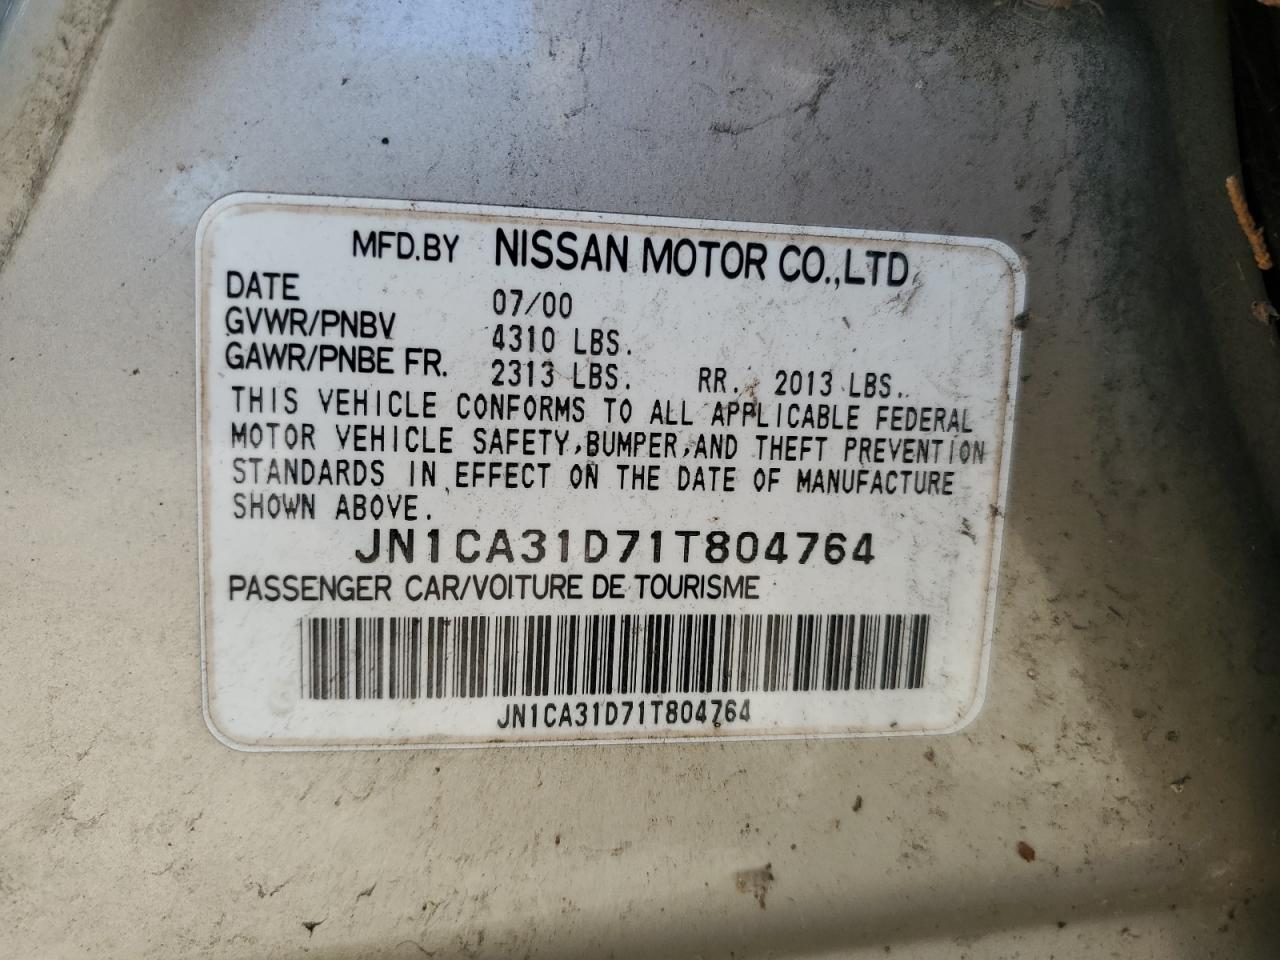 MFD.BY NISSAN MOTOR CO.,LTD.
DATE 07/00
GVWR/PNBV 4310 LBS.
GAWR/PNBE FR. 2313 LBS. RR. 2013 LBS.
THIS VEHICLE CONFORMS TO ALL APPLICABLE FEDERAL
MOTOR VEHICLE SAFETY,BUMPER,AND THEFT PREVENTION
STANDARDS IN EFFECT ON THE DATE OF MANUFACTURE
SHOWN ABOVE.
JN1CA31D71T804764
PASSENGER CAR/VOITURE DE TOURISME
JN1CA31D71T804764